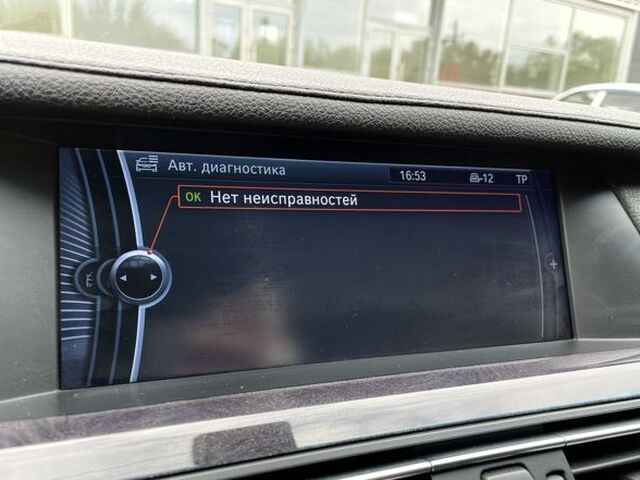 Авт. диагностика 16:53 -12 TP
OK Нет неисправностей